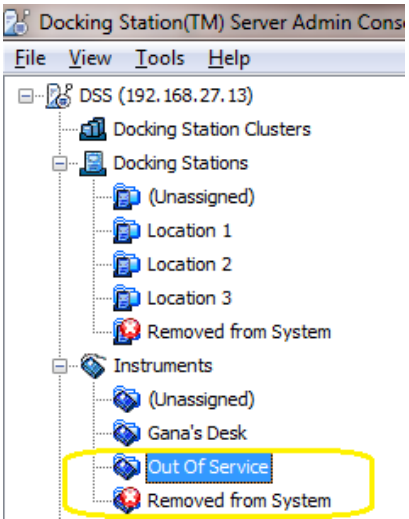 Docking Station(TM) Server Admin Cons
File View Tools Help
DSS (192.168.27.13)
Docking Station Clusters
Docking Stations
(Unassigned)
Location 1
Location 2
Location 3
Removed from System
Instruments
(Unassigned)
Gana's Desk
Out Of Service
Removed from System